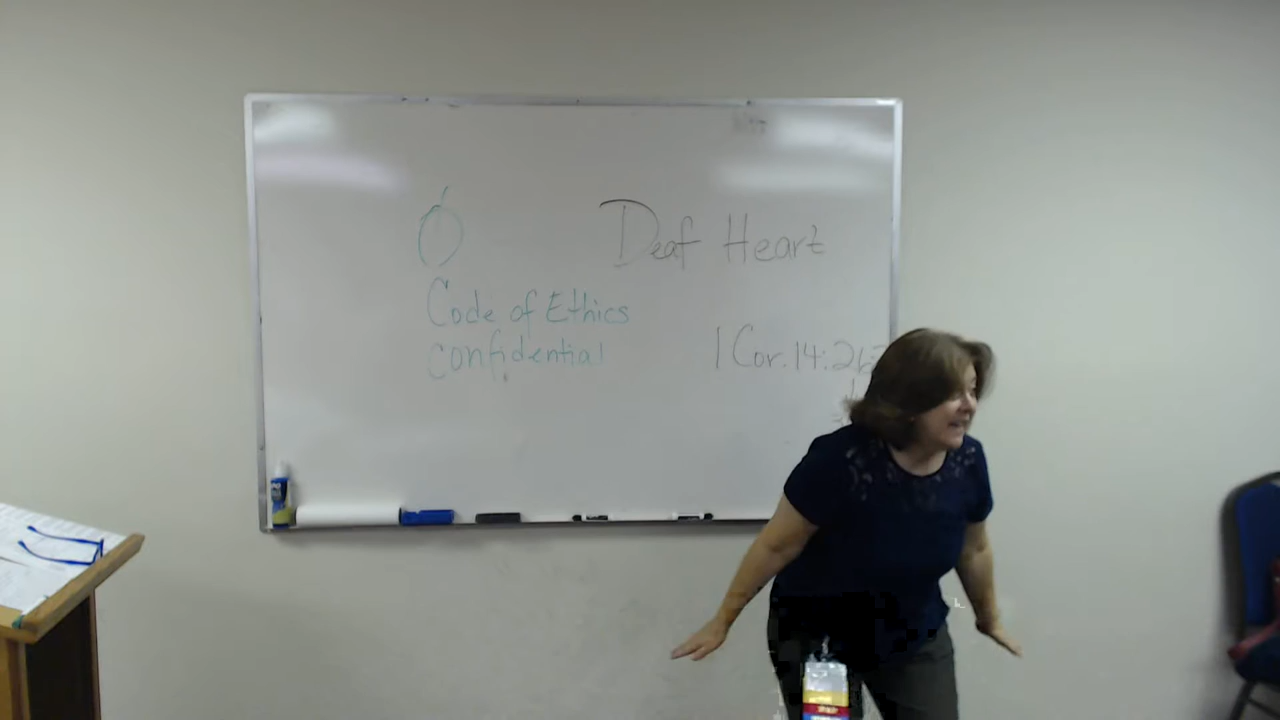 Deaf Heart
Code of Ethics
confidential
1 Cor. 14:26